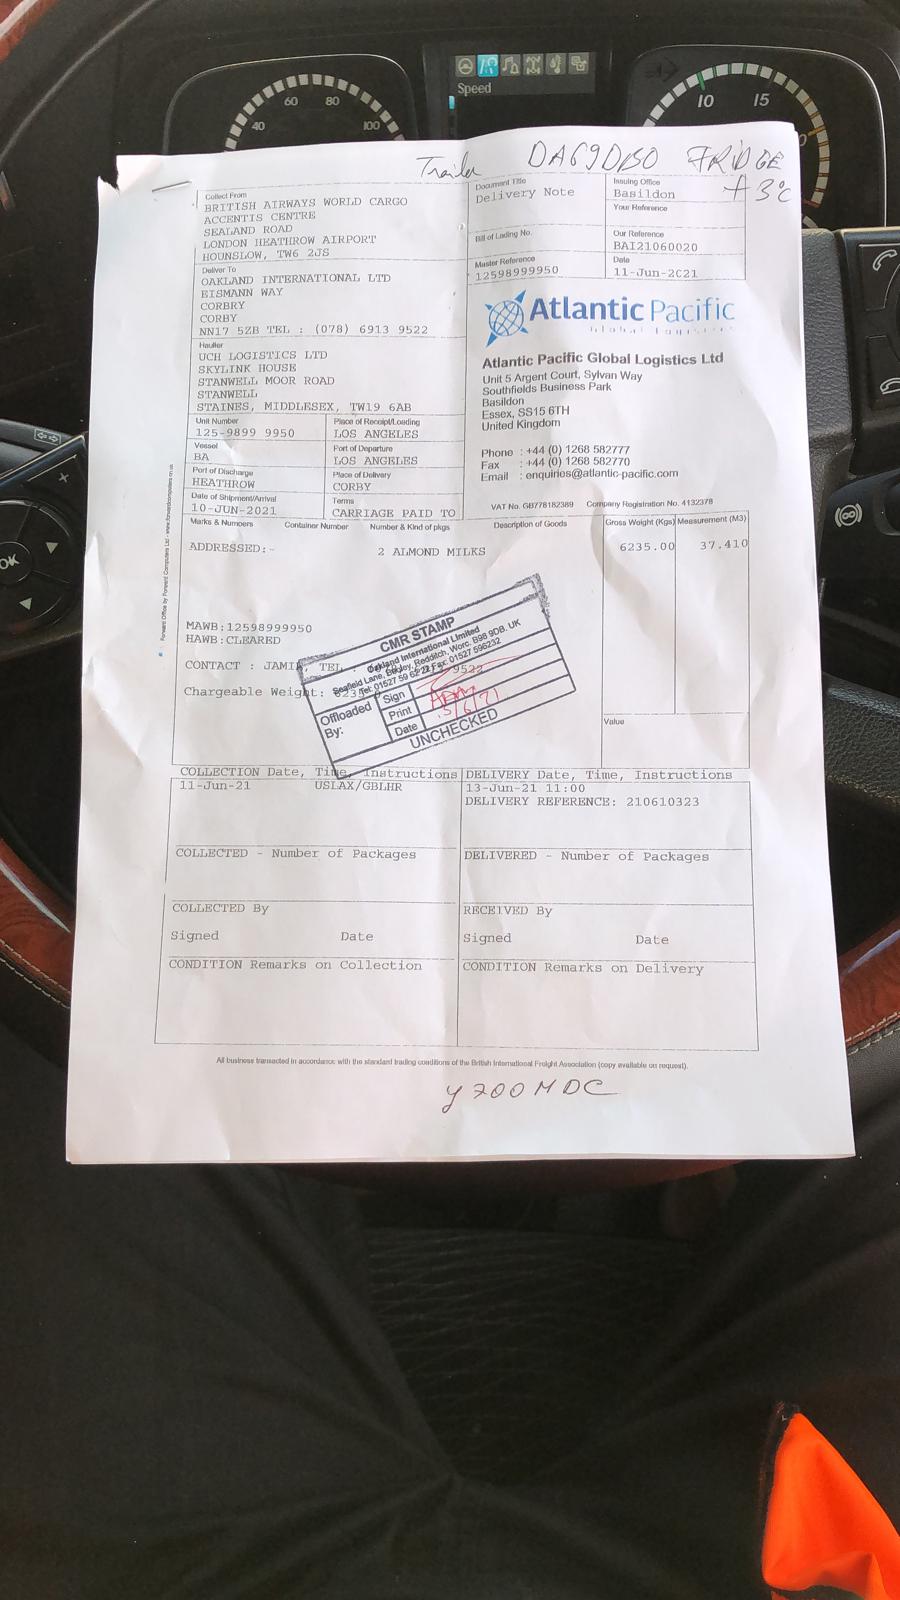 60
80
40
100
Speed
10
15
Trailer
FRIDGE
+3°C
Collect From
BRITISH AIRWAYS WORLD CARGO
ACCENTIS CENTRE
SEALAND ROAD
LONDON HEATHROW AIRPORT
HOUNSLOW, TW6 2JS
Document Title
Delivery Note
Issuing Office
Basildon
Your Reference
Bill of Lading No.
Our Reference
BAI21060020
Master Reference
12598999950
Date
11-Jun-2021
Deliver To
OAKLAND INTERNATIONAL LTD
EISMANN WAY
CORBRY
CORBY
NN17 5ZB TEL : (078) 6913 9522
Atlantic Pacific
Global Logistics
Haulier
UCH LOGISTICS LTD
SKYLINK HOUSE
STANWELL MOOR ROAD
STANWELL
STAINES, MIDDLESEX, TW19 6AB
Atlantic Pacific Global Logistics Ltd
Unit 5 Argent Court, Sylvan Way
Southfields Business Park
Basildon
Essex, SS15 6TH
United Kingdom
Phone : +44 (0) 1268 582777
Fax : +44 (0) 1268 582770
Email : enquiries@atlantic-pacific.com
VAT No. GB778182389 Company Registration No. 4132378
Unit Number
125-9899 9950
Place of Receipt/Loading
LOS ANGELES
Vessel
BA
Port of Departure
LOS ANGELES
Port of Discharge
HEATHROW
Place of Delivery
CORBY
Date of Shipment/Arrival
10-JUN-2021
Terms
CARRIAGE PAID TO
Marks & Numbers Container Number Number & Kind of pkgs Description of Goods Gross Weight (Kgs) Measurement (M3)
ADDRESSED:- 2 ALMOND MILKS 6235.00 37.410
MAWB:12598999950
HAWB:CLEARED
CONTACT : JAMIE, TEL : 9522
Chargeable Weight:
CMR STAMP
Oakland International Limited
Seafield Lane, Beoley, Redditch, Worc. B98 9DB. UK
Tel: 01527 59 62 22 Fax: 01527 596232
Offloaded By:
Sign
Print
Date
UNCHECKED
Value
COLLECTION Date, Time, Instructions
DELIVERY Date, Time, Instructions
11-Jun-21 USLAX/GBLHR
13-Jun-21 11:00
DELIVERY REFERENCE: 210610323
COLLECTED - Number of Packages
DELIVERED - Number of Packages
COLLECTED By
RECEIVED By
Signed Date
Signed Date
CONDITION Remarks on Collection
CONDITION Remarks on Delivery
All business transacted in accordance with the standard trading conditions of the British International Freight Association (copy available on request).
Y700MDC
Forward Office by Forward Computers Ltd - www.forwardcomputers.co.uk
OK